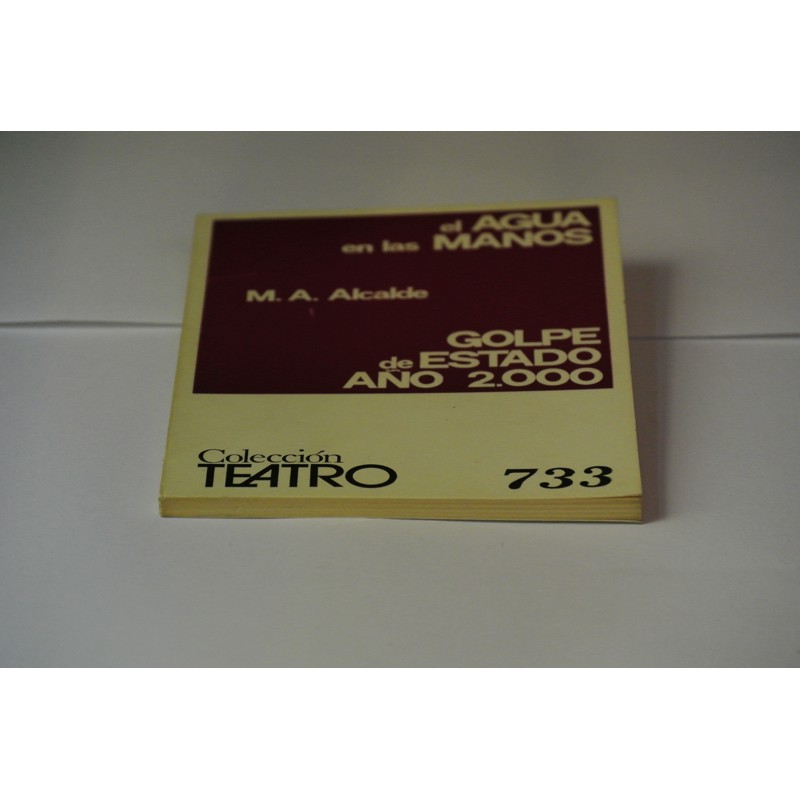 el AGUA
en las MANOS
M. A. Alcalde
GOLPE
de ESTADO
AÑO 2.000
Colección
TEATRO
733